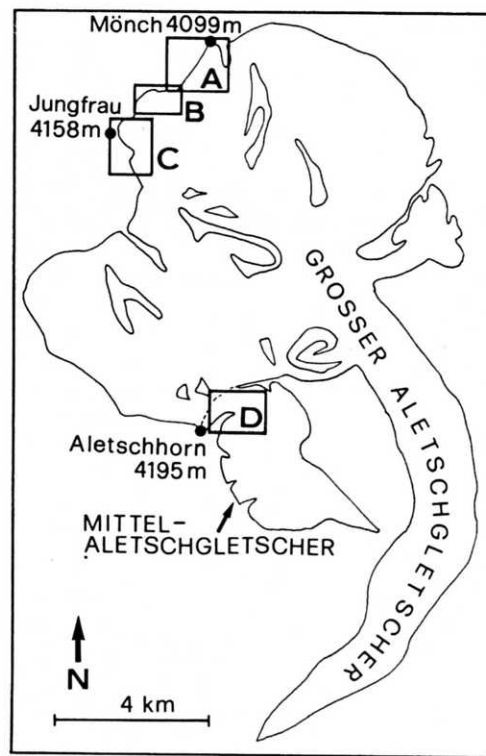 Mönch 4099m
A
Jungfrau
4158m
B
C
GROSSER ALETSCHGLETSCHER
D
Aletschhorn
4195m
MITTEL-
ALETSCHGLETSCHER
N
4 km